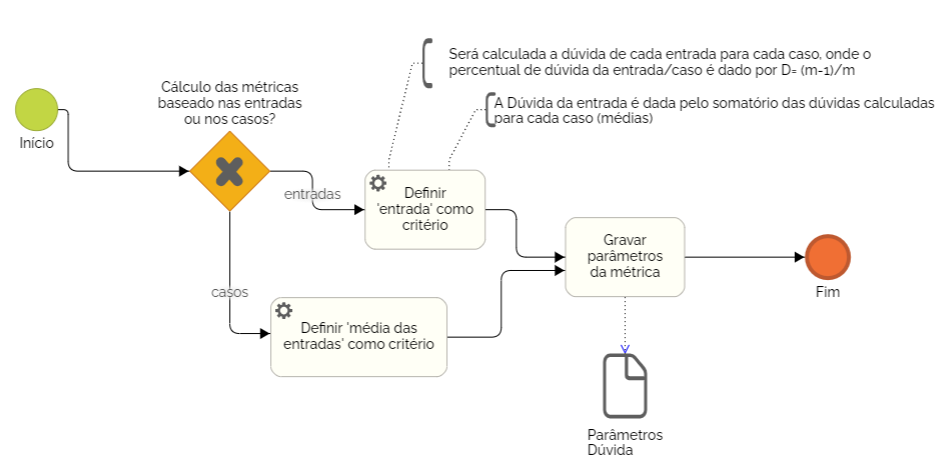 Será calculada a dúvida de cada entrada para cada caso, onde o
percentual de dúvida da entrada/caso é dado por D= (m-1)/m
A Dúvida da entrada é dada pelo somatório das dúvidas calculadas
para cada caso (médias)
Cálculo das métricas
baseado nas entradas
ou nos casos?
Início
entradas
Definir
'entrada' como
critério
Gravar
parâmetros
da métrica
Fim
casos
Definir 'média das
entradas' como critério
Parâmetros
Dúvida